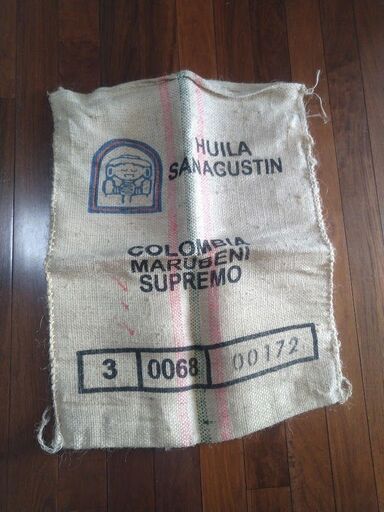 HUILA
SANAGUSTIN
COLOMBIA
MARUBENI
SUPREMO
3 0068 00172